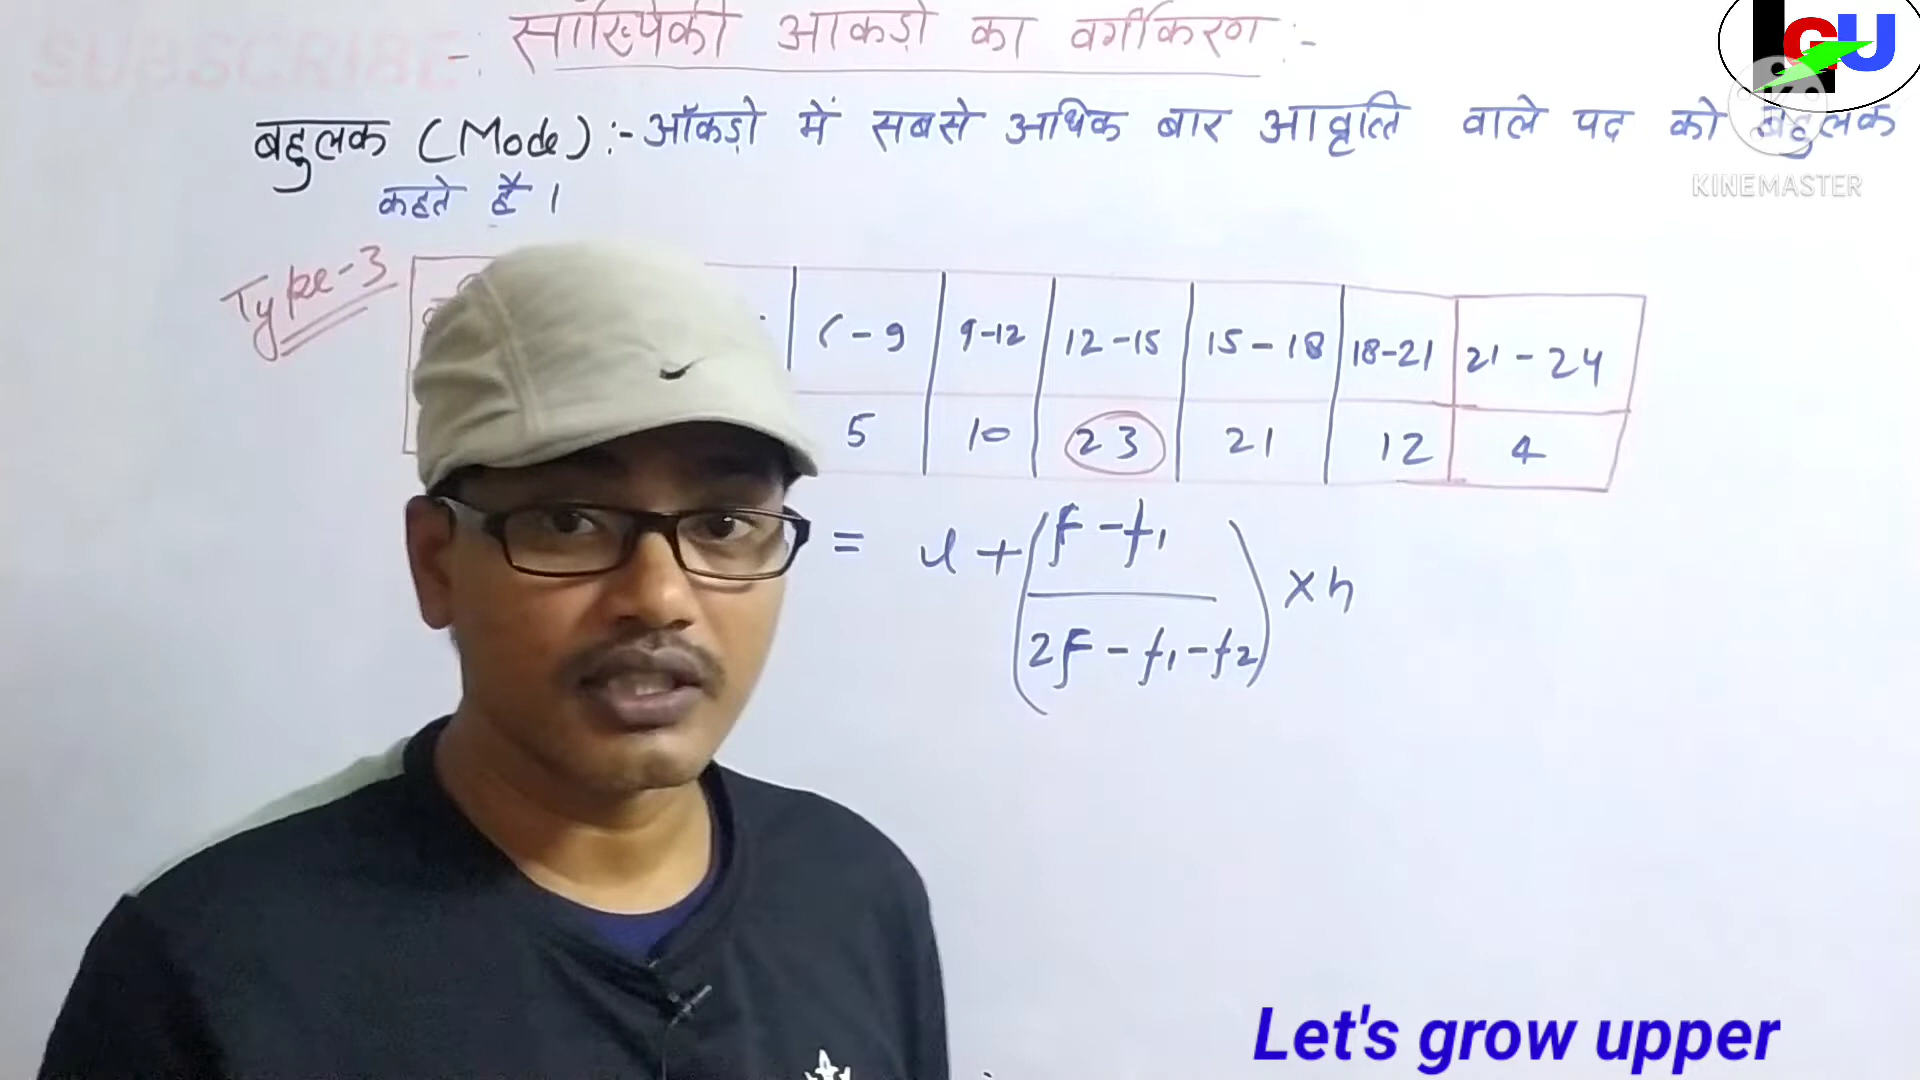 SUBSCRIBE
-: सांख्यिकी आकड़ो का वर्गीकरण :-
GU
बहुलक (Mode) :- आँकड़ो में सबसे अधिक बार आवृति वाले पद को बहुलक
KINEMASTER
कहते है ।
Type-3
6-9 9-12 12-15 15-18 18-21 21-24
5 10 23 21 12 4
= l + (f - f1 / 2f - f1 - f2) × h
Let's grow upper